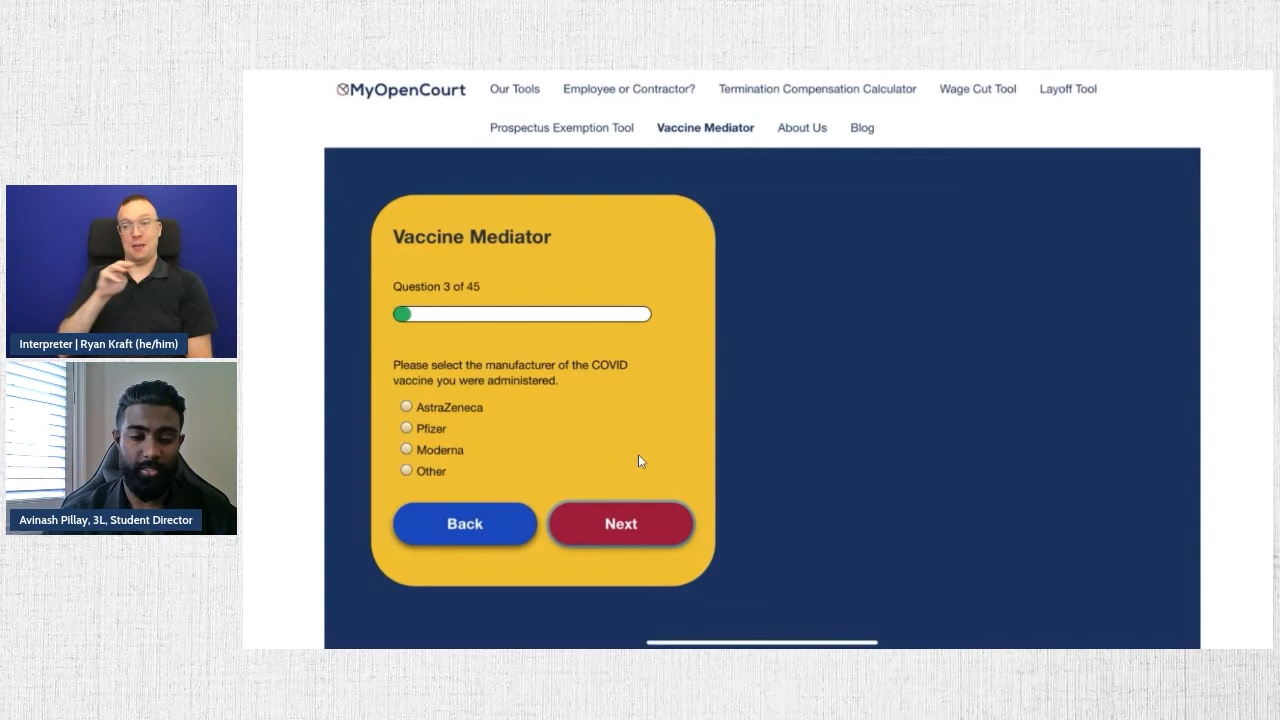 MyOpenCourt
Our Tools
Employee or Contractor?
Termination Compensation Calculator
Wage Cut Tool
Layoff Tool
Prospectus Exemption Tool
Vaccine Mediator
About Us
Blog
Vaccine Mediator
Question 3 of 45
Please select the manufacturer of the COVID
vaccine you were administered.
AstraZeneca
Pfizer
Moderna
Other
Back
Next
Interpreter | Ryan Kraft (he/him)
Avinash Pillay, 3L, Student Director